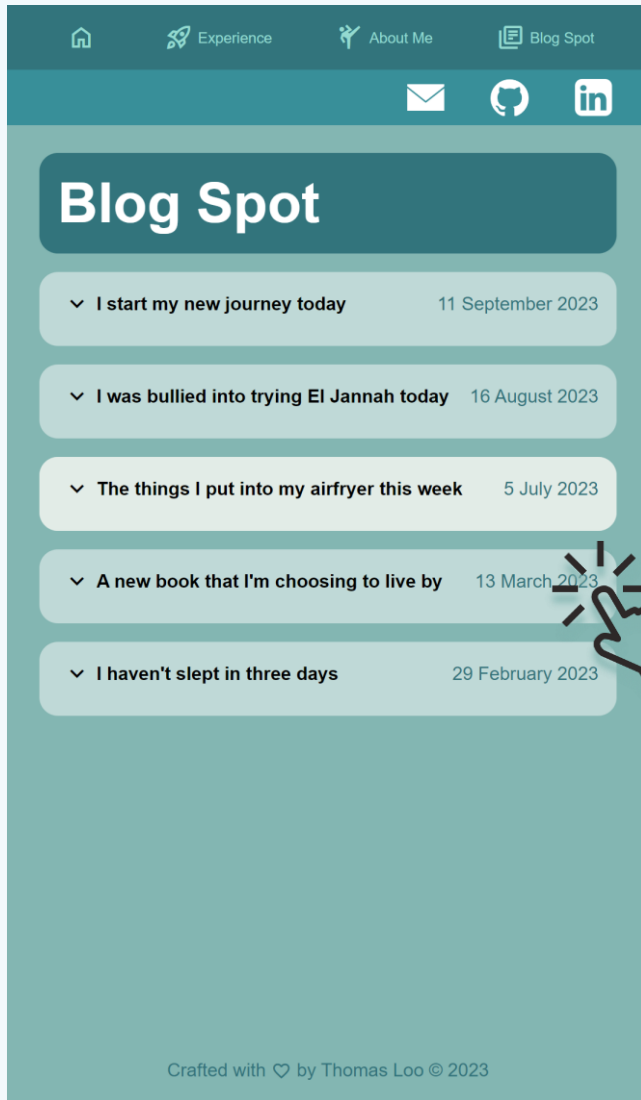 Experience
About Me
Blog Spot
in
Blog Spot
I start my new journey today 11 September 2023
I was bullied into trying El Jannah today 16 August 2023
The things I put into my airfryer this week 5 July 2023
A new book that I'm choosing to live by 13 March 2023
I haven't slept in three days 29 February 2023
Crafted with ♡ by Thomas Loo © 2023